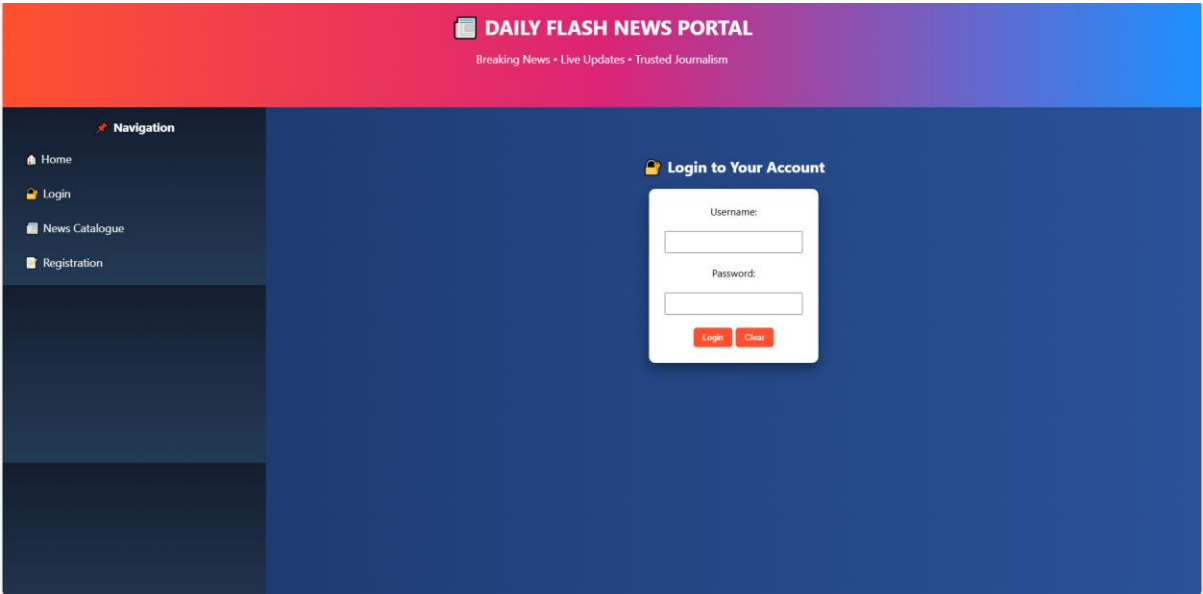 DAILY FLASH NEWS PORTAL
Breaking News • Live Updates • Trusted Journalism
Navigation
Home
Login
News Catalogue
Registration
Login to Your Account
Username:
Password:
Login Clear